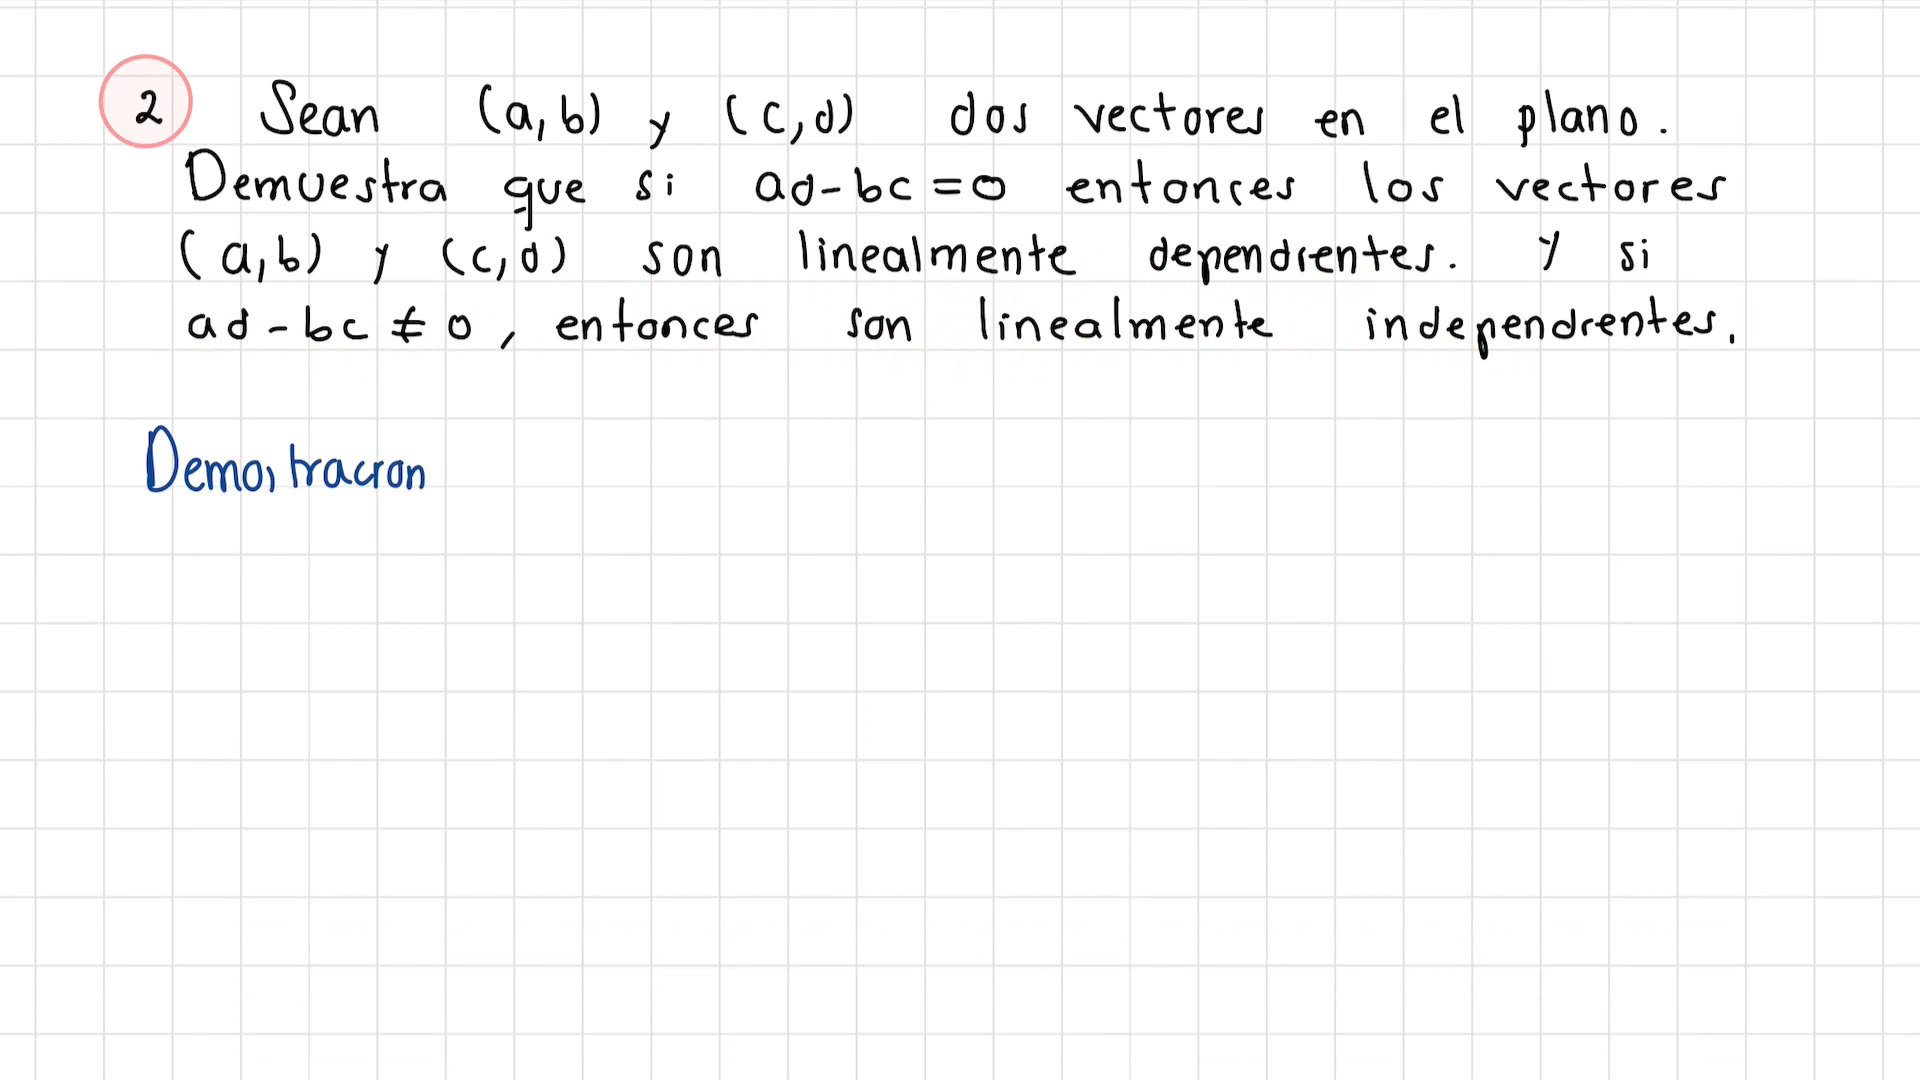 2 Sean (a,b) y (c,d) dos vectores en el plano.
Demuestra que si ad-bc=0 entonces los vectores
(a,b) y (c,d) son linealmente dependientes. Y si
ad-bc≠0, entonces son linealmente independientes.
Demostracion